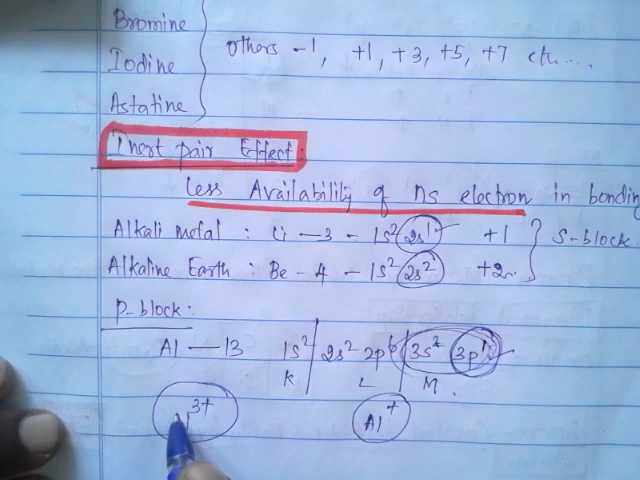 Bromine
Iodine
Astatine
others -1, +1, +3, +5, +7 etc....
Inert pair Effect
Less Availability of ns electron in bonding
Alkali metal : Li - 3 - 1s² 2s¹ +1
Alkaline Earth : Be - 4 - 1s² 2s² +2
S-block
p-block:
Al - 13 1s² 2s² 2p⁶ 3s² 3p¹
K L M.
Al³⁺ Al⁺